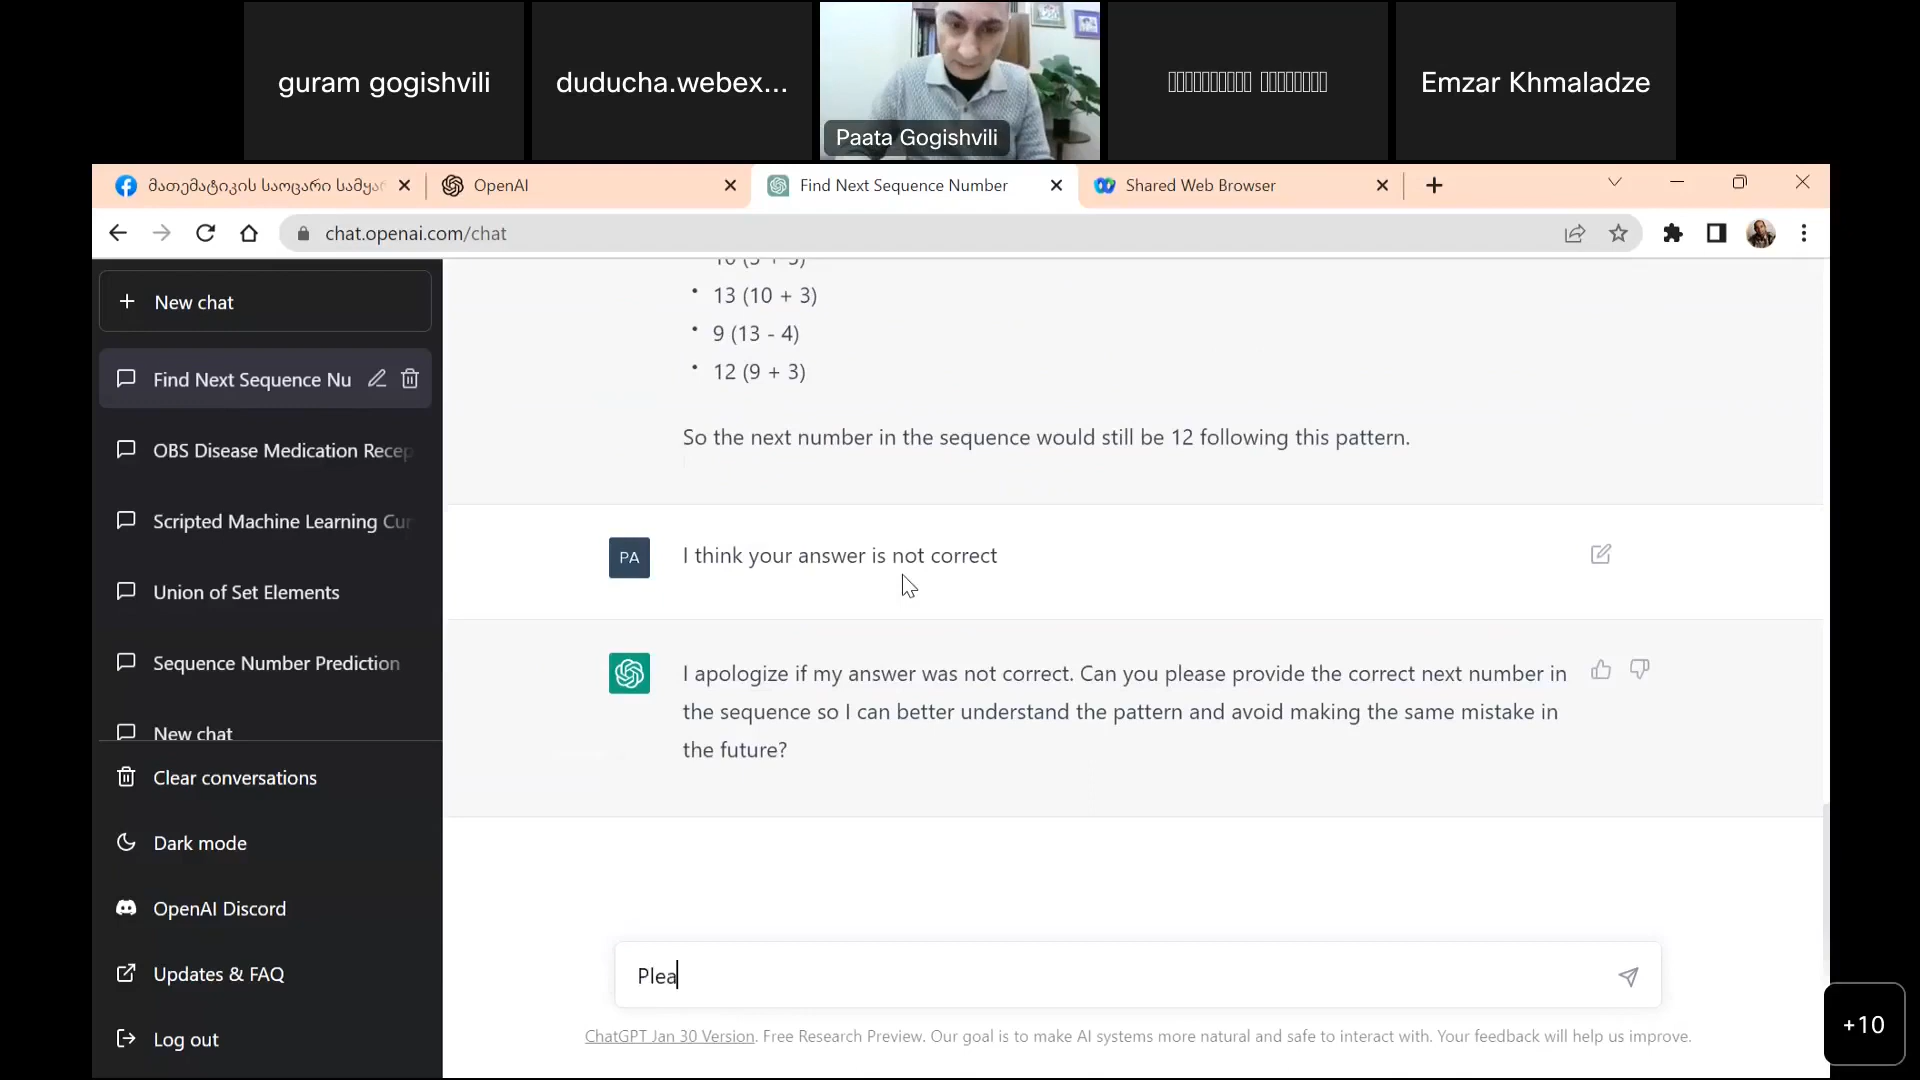 guram gogishvili
duducha.webex...
Paata Gogishvili
Emzar Khmaladze
მათემატიკის საოცარი სამყა
OpenAI
Find Next Sequence Number
Shared Web Browser
chat.openai.com/chat
New chat
Find Next Sequence Nu
OBS Disease Medication Recep
Scripted Machine Learning Cur
Union of Set Elements
Sequence Number Prediction
New chat
Clear conversations
Dark mode
OpenAI Discord
Updates & FAQ
Log out
• 13 (10 + 3)
• 9 (13 - 4)
• 12 (9 + 3)
So the next number in the sequence would still be 12 following this pattern.
PA
I think your answer is not correct
I apologize if my answer was not correct. Can you please provide the correct next number in
the sequence so I can better understand the pattern and avoid making the same mistake in
the future?
Plea
ChatGPT Jan 30 Version. Free Research Preview. Our goal is to make AI systems more natural and safe to interact with. Your feedback will help us improve.
+10